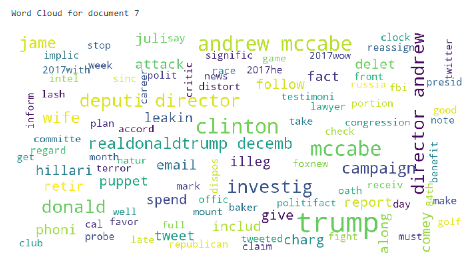 Word Cloud for document 7
stop
julisay
andrew mccabe
clock
jame
signific
reassign
implic
2017wow
2017with
week
attack
critic
game
delet
twitter
intel
sinc
career
polit
news
race
2017he
fact
front
presid
lash
distort
follow
russia
fbi
inform
deputi director
testimoni
portion
good
wife
leakin
lawyer
congression
note
plan
accord
clinton
take
director andrew
committe
realdonaldtrump decemb
check
regard
mccabe
get
month
natur
email
illeg
foxnew
benefit
hillari
terror
dispos
campaign
84th
puppet
mark
investig
oath
receiv
make
retir
spend
offic
politifact
report
day
donald
well
mount
baker
give
comey
cal
favor
full
includ
trump
along
golf
phoni
probe
late
tweet
tweeted
charg
fight
must
club
republican
claim